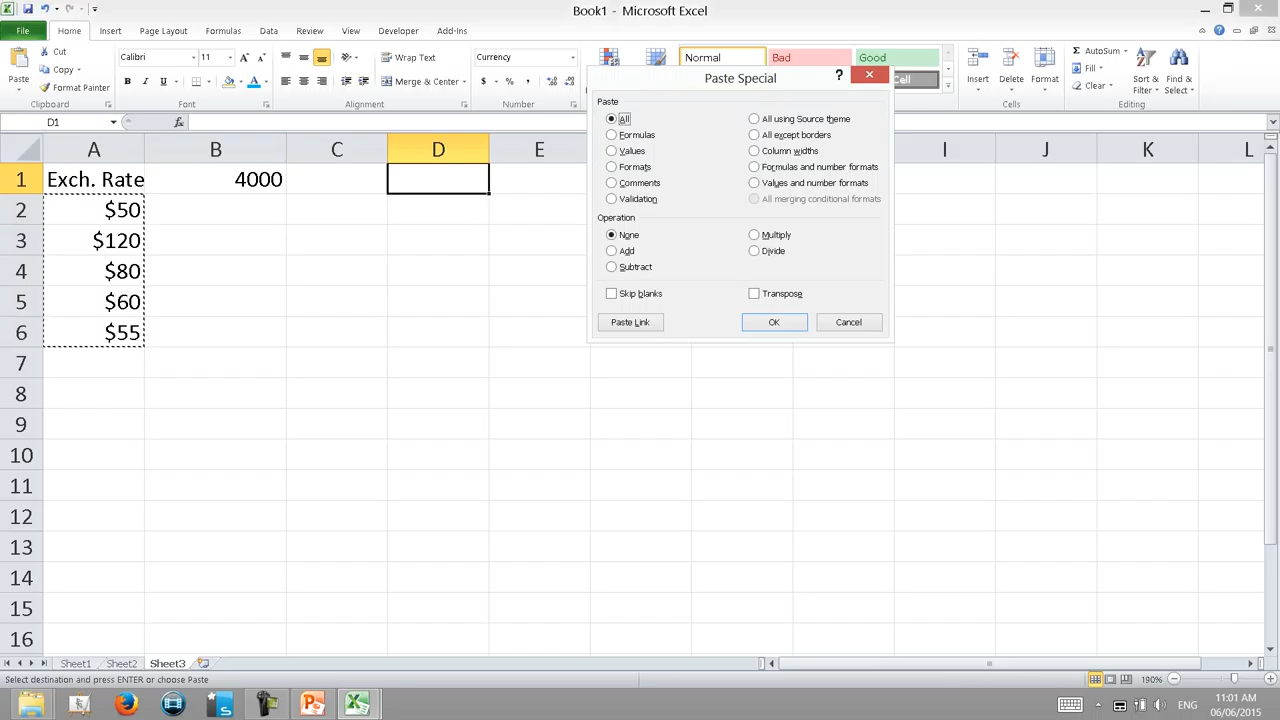 Book1 - Microsoft Excel
File Home Insert Page Layout Formulas Data Review View Developer Add-Ins
Cut
Copy
Format Painter
Paste
Clipboard
Calibri 11
B I U
Font
Wrap Text
Merge & Center
Alignment
Currency
$ % ,
Number
Normal Bad Good
Cell
Insert Delete Format
Cells
AutoSum
Fill
Clear
Sort & Filter
Find & Select
Editing
D1
fx
Paste Special
?
Paste
All
Formulas
Values
Formats
Comments
Validation
All using Source theme
All except borders
Column widths
Formulas and number formats
Values and number formats
All merging conditional formats
Operation
None
Add
Subtract
Multiply
Divide
Skip blanks
Transpose
Paste Link OK Cancel
A B C D E I J K L
1 Exch. Rate 4000
2 $50
3 $120
4 $80
5 $60
6 $55
7
8
9
10
11
12
13
14
15
16
Sheet1 Sheet2 Sheet3
Select destination and press ENTER or choose Paste
190%
ENG
11:01 AM
06/06/2015